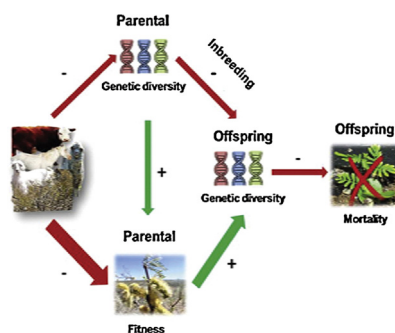 Parental
Genetic diversity
-
-
Inbreeding
+
Offspring
Genetic diversity
-
Offspring
Mortality
-
Parental
Fitness
+